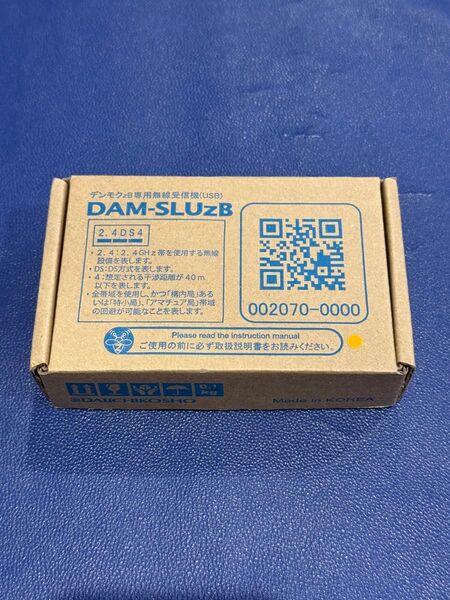 デンモクzB専用無線受信機(USB)
DAM-SLUzB
2.4DS4
・2.4:2.4GHz帯を使用する無線
設備を表します。
・DS:DS方式を表します。
・4:想定される干渉距離が40m
以下を表します。
・全帯域を使用し、かつ「構内局」ある
いは「特小局」、「アマチュア局」帯域
の回避が可能なことを表します。
002070-0000
Please read the instruction manual
ご使用の前に必ず取扱説明書をお読みください。
0.1
kg
DAIICHIKOSHO
Made in KOREA